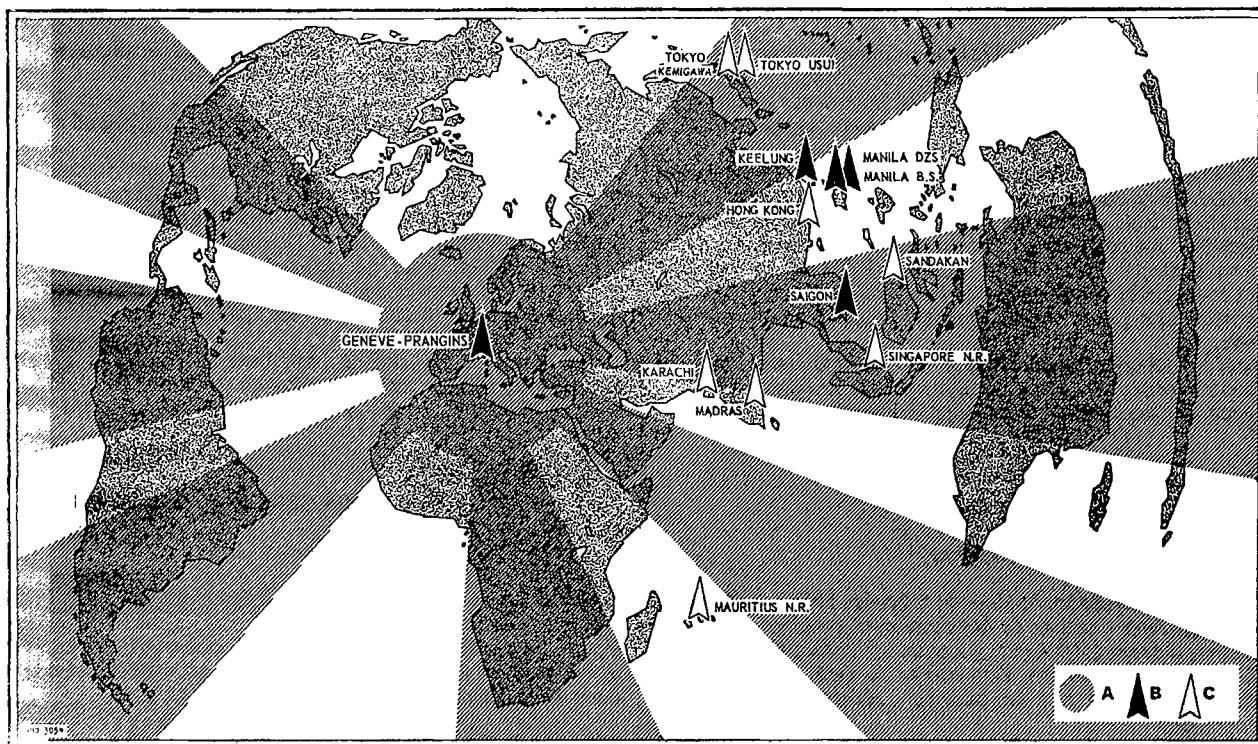 TOKYO
KEMIGAWA
TOKYO USUI
KEELUNG
MANILA DZS
MANILA B.S.
HONG KONG
SANDAKAN
SAIGON
GENEVE-PRANGINS
SINGAPORE N.R.
KARACHI
MADRAS
MAURITIUS N.R.
A B C